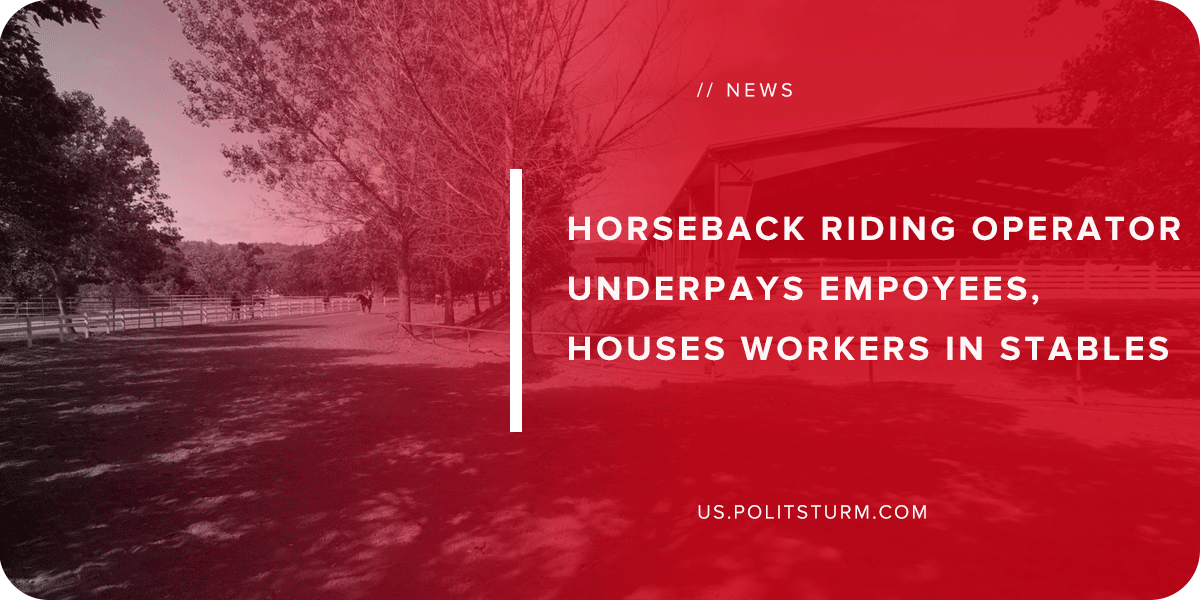 // NEWS
HORSEBACK RIDING OPERATOR
UNDERPAYS EMPOYEES,
HOUSES WORKERS IN STABLES
US.POLITSTURM.COM